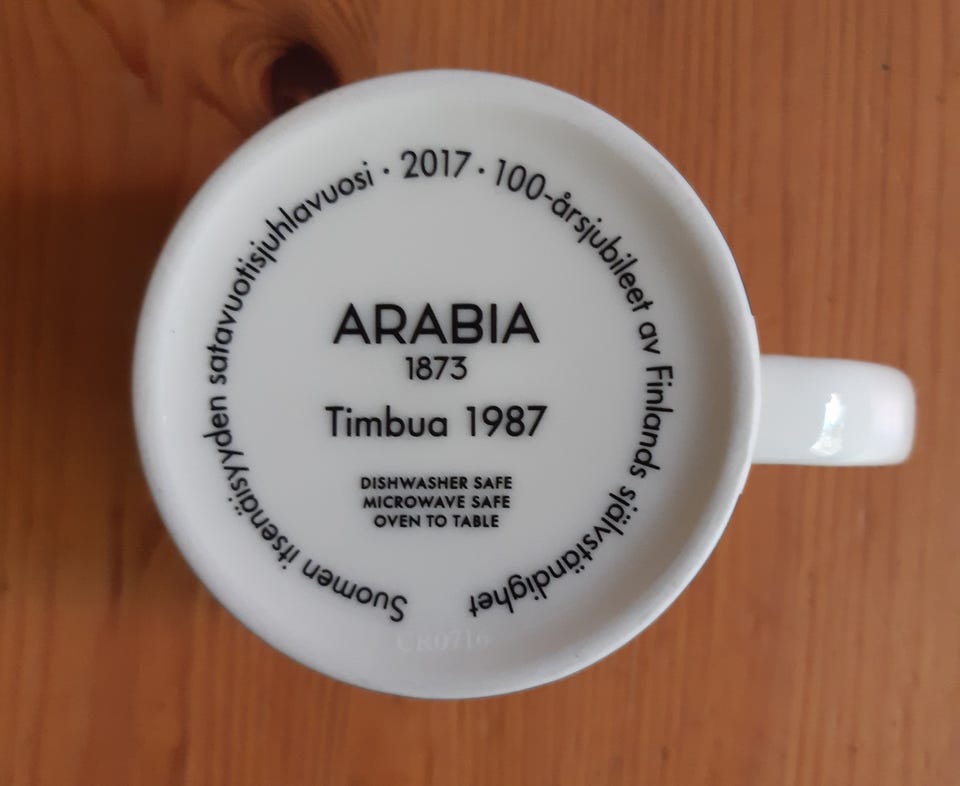 Suomen itsenäisyyden satavuotisjuhlavuosi · 2017 · 100-årsjubileet av Finlands självständighet
ARABIA
1873
Timbua 1987
DISHWASHER SAFE
MICROWAVE SAFE
OVEN TO TABLE
CR0716